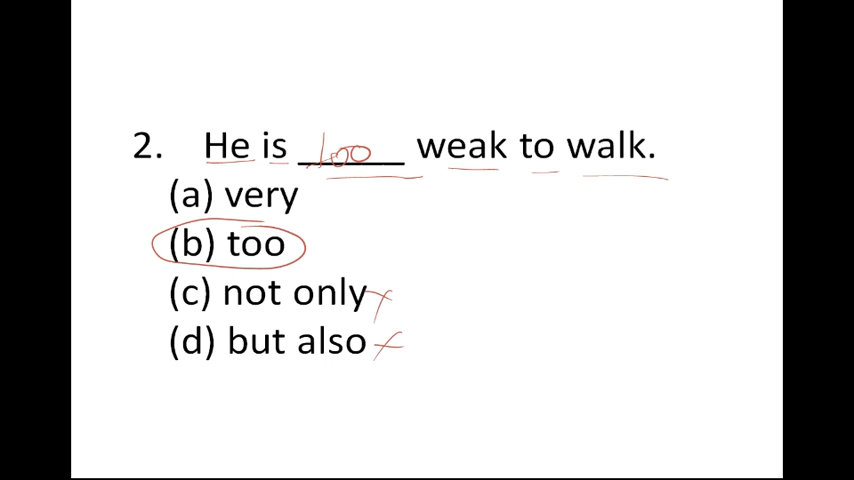 2. He is too weak to walk.
(a) very
(b) too
(c) not only
(d) but also